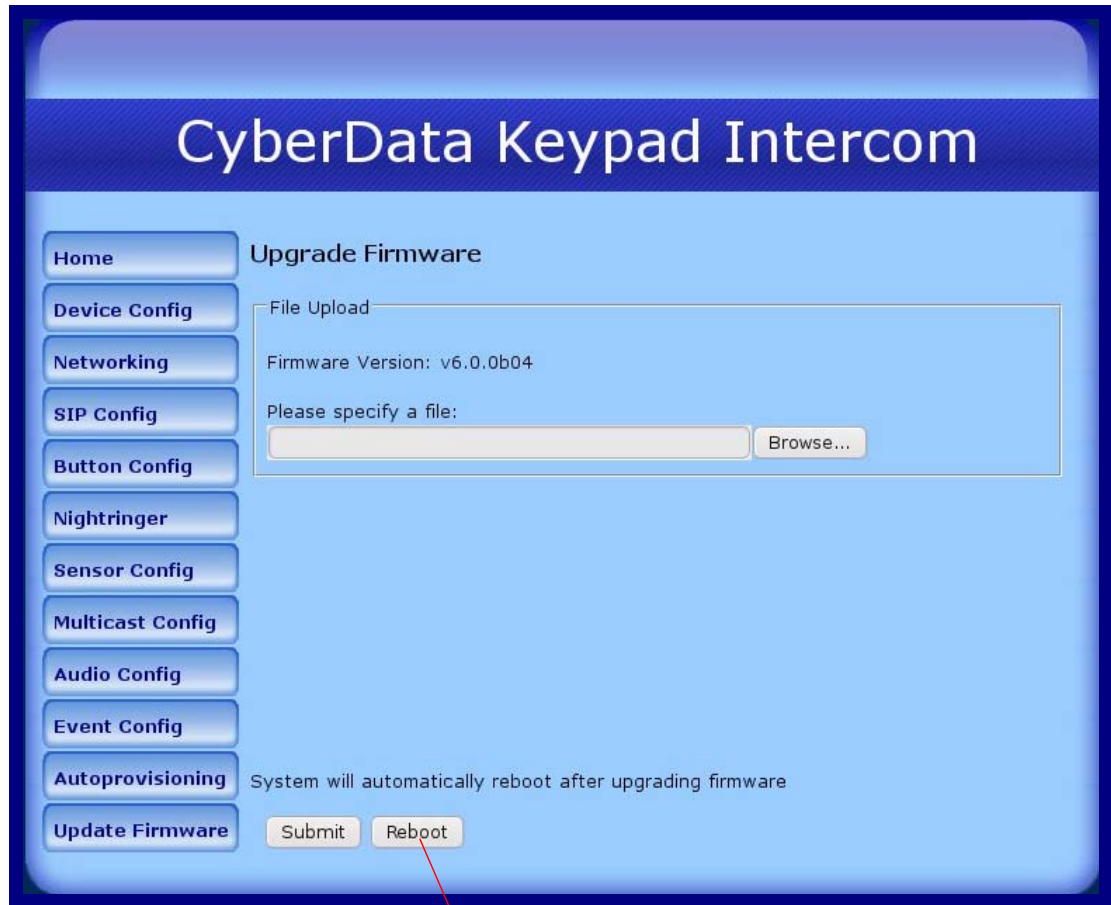 CyberData Keypad Intercom
Home
Device Config
Networking
SIP Config
Button Config
Nightringer
Sensor Config
Multicast Config
Audio Config
Event Config
Autoprovisioning
Update Firmware
Upgrade Firmware
File Upload
Firmware Version: v6.0.0b04
Please specify a file:
Browse...
System will automatically reboot after upgrading firmware
Submit Reboot